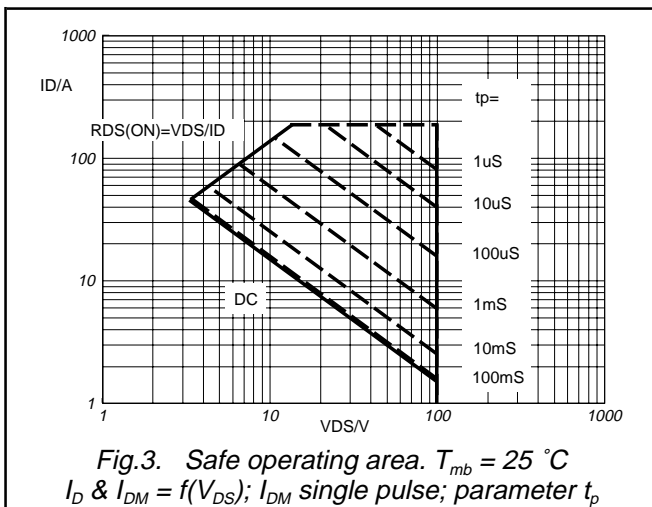 1000
ID/A
tp=
RDS(ON)=VDS/ID
100
1uS
10uS
100uS
10
DC
1mS
10mS
100mS
1
1 10 100 1000
VDS/V
Fig.3. Safe operating area. Tmb = 25 ˚C
ID & IDM = f(VDS); IDM single pulse; parameter tp